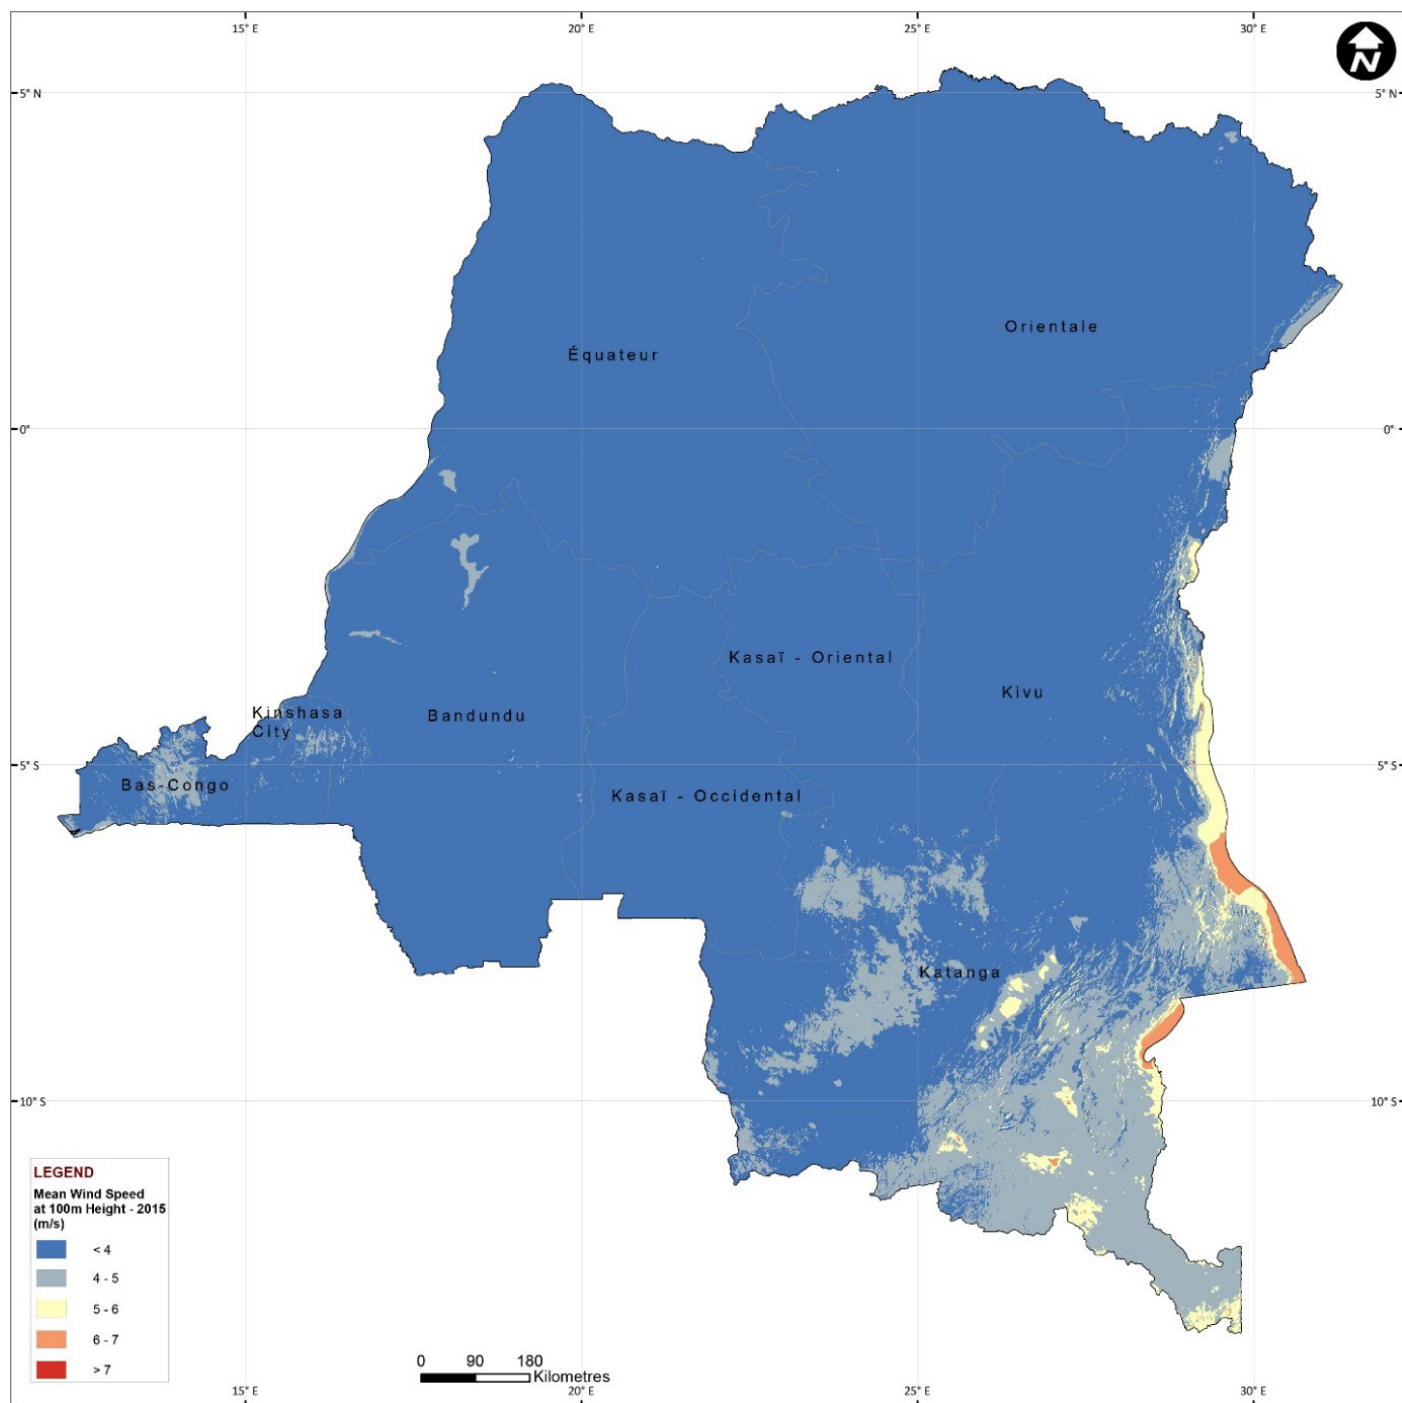 15° E
20° E
25° E
30° E
N
5° N
5° N
Orientale
Équateur
0°
0°
Kasaï - Oriental
Kivu
Kinshasa
City
Bandundu
5° S
5° S
Bas-Congo
Kasaï - Occidental
Katanga
10° S
10° S
LEGEND
Mean Wind Speed
at 100m Height - 2015
(m/s)
< 4
4 - 5
5 - 6
6 - 7
> 7
0 90 180
Kilometres
15° E
20° E
25° E
30° E